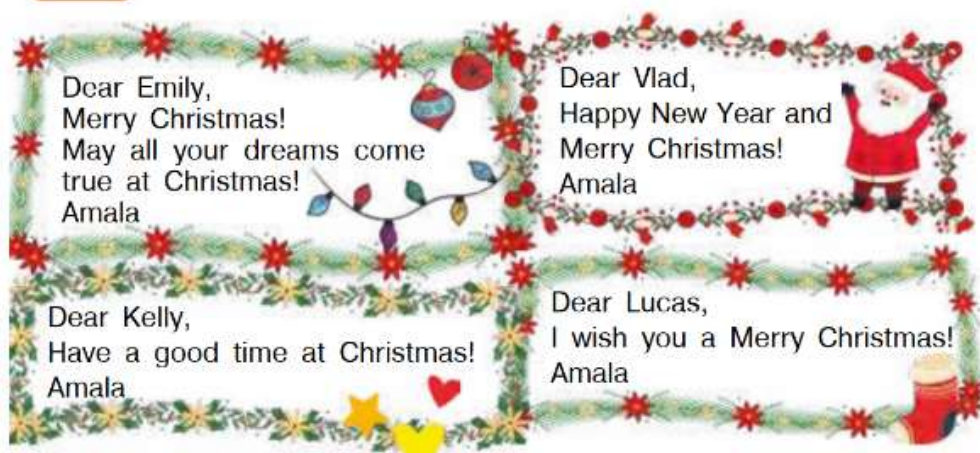 Dear Emily,
Merry Christmas!
May all your dreams come
true at Christmas!
Amala
Dear Vlad,
Happy New Year and
Merry Christmas!
Amala
Dear Kelly,
Have a good time at Christmas!
Amala
Dear Lucas,
I wish you a Merry Christmas!
Amala